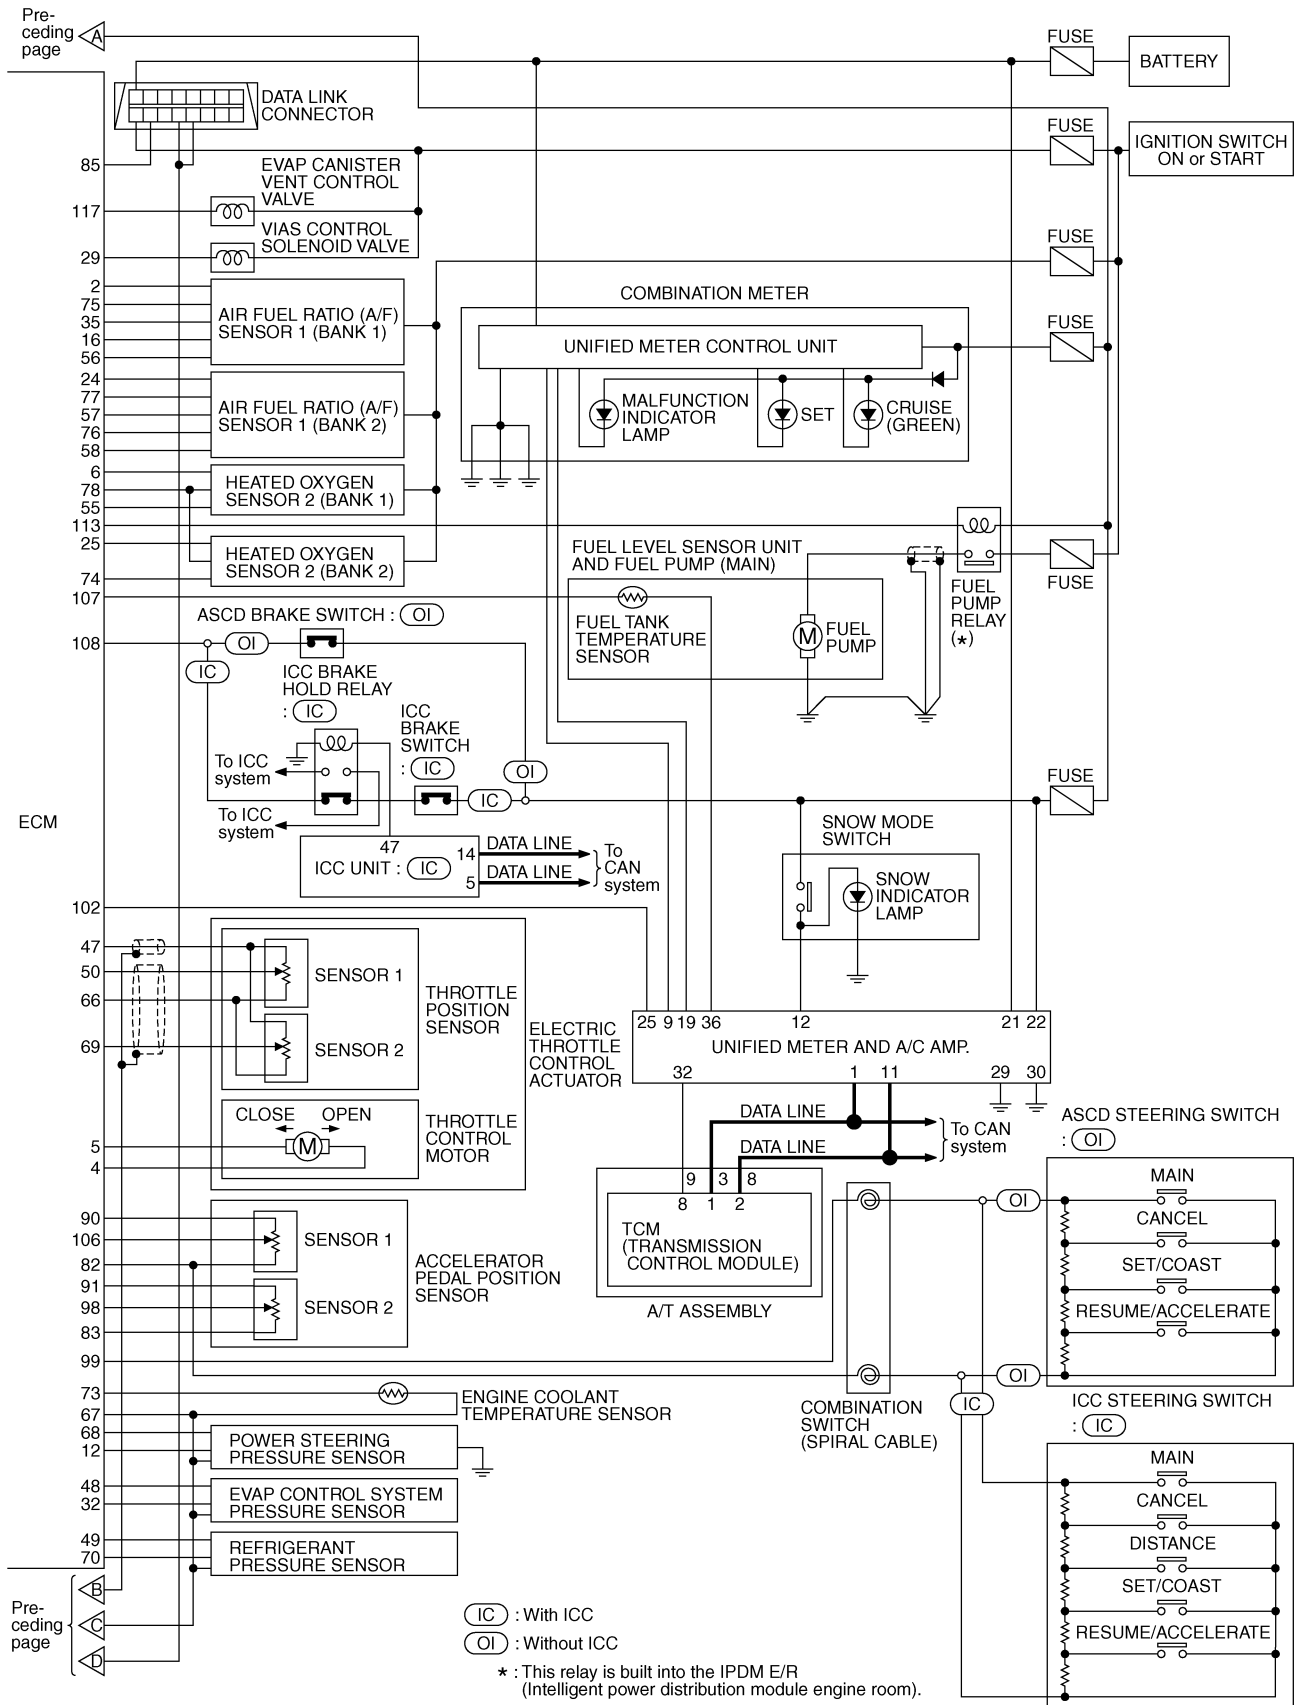 Pre-
ceding
page
A
FUSE
BATTERY
DATA LINK
CONNECTOR
FUSE
IGNITION SWITCH
ON or START
85
EVAP CANISTER
VENT CONTROL
VALVE
117
VIAS CONTROL
SOLENOID VALVE
29
FUSE
2
75
35
16
56
AIR FUEL RATIO (A/F)
SENSOR 1 (BANK 1)
COMBINATION METER
UNIFIED METER CONTROL UNIT
FUSE
24
77
57
76
58
AIR FUEL RATIO (A/F)
SENSOR 1 (BANK 2)
MALFUNCTION
INDICATOR
LAMP
SET
CRUISE
(GREEN)
6
78
55
HEATED OXYGEN
SENSOR 2 (BANK 1)
113
25
74
HEATED OXYGEN
SENSOR 2 (BANK 2)
FUEL LEVEL SENSOR UNIT
AND FUEL PUMP (MAIN)
FUSE
FUEL
PUMP
RELAY
(*)
107
FUEL TANK
TEMPERATURE
SENSOR
M
FUEL
PUMP
ASCD BRAKE SWITCH : OI
108
OI
IC
ICC BRAKE
HOLD RELAY
: IC
ICC
BRAKE
SWITCH
: IC
To ICC
system
OI
IC
To ICC
system
FUSE
ECM
47
ICC UNIT : IC
14
5
DATA LINE
DATA LINE
To
CAN
system
SNOW MODE
SWITCH
SNOW
INDICATOR
LAMP
102
47
50
66
69
SENSOR 1
SENSOR 2
THROTTLE
POSITION
SENSOR
ELECTRIC
THROTTLE
CONTROL
ACTUATOR
25 9 19 36 12 21 22
UNIFIED METER AND A/C AMP.
32 1 11 29 30
CLOSE OPEN
M
5
4
THROTTLE
CONTROL
MOTOR
DATA LINE
DATA LINE
To CAN
system
9 3 8
8 1 2
TCM
(TRANSMISSION
CONTROL MODULE)
A/T ASSEMBLY
ASCD STEERING SWITCH
: OI
OI
MAIN
CANCEL
SET/COAST
RESUME/ACCELERATE
OI
90
106
82
91
98
83
SENSOR 1
SENSOR 2
ACCELERATOR
PEDAL POSITION
SENSOR
99
73
67
ENGINE COOLANT
TEMPERATURE SENSOR
COMBINATION
SWITCH
(SPIRAL CABLE)
IC
ICC STEERING SWITCH
: IC
MAIN
CANCEL
DISTANCE
SET/COAST
RESUME/ACCELERATE
68
12
POWER STEERING
PRESSURE SENSOR
48
32
EVAP CONTROL SYSTEM
PRESSURE SENSOR
49
70
REFRIGERANT
PRESSURE SENSOR
Pre-
ceding
page
B
C
D
IC : With ICC
OI : Without ICC
* : This relay is built into the IPDM E/R
(Intelligent power distribution module engine room).